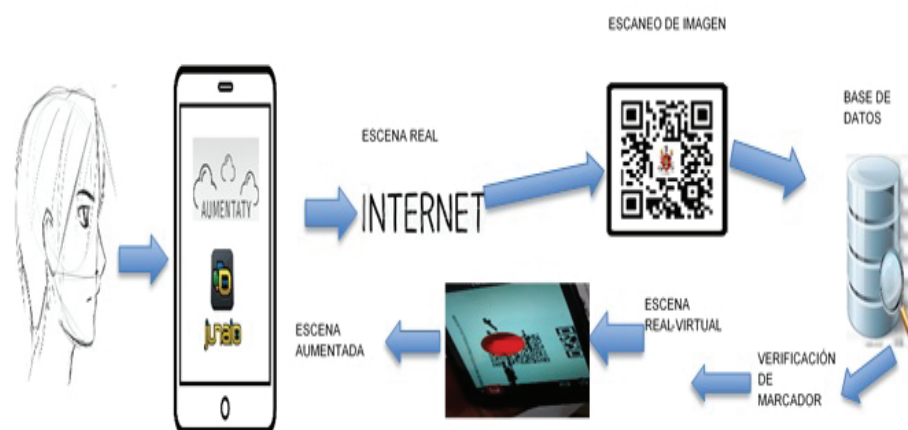 ESCANEO DE IMAGEN
BASE DE
DATOS
ESCENA REAL
AUMENTATY
INTERNET
junaio
ESCENA
AUMENTADA
ESCENA
REAL-VIRTUAL
VERIFICACIÓN
DE
MARCADOR